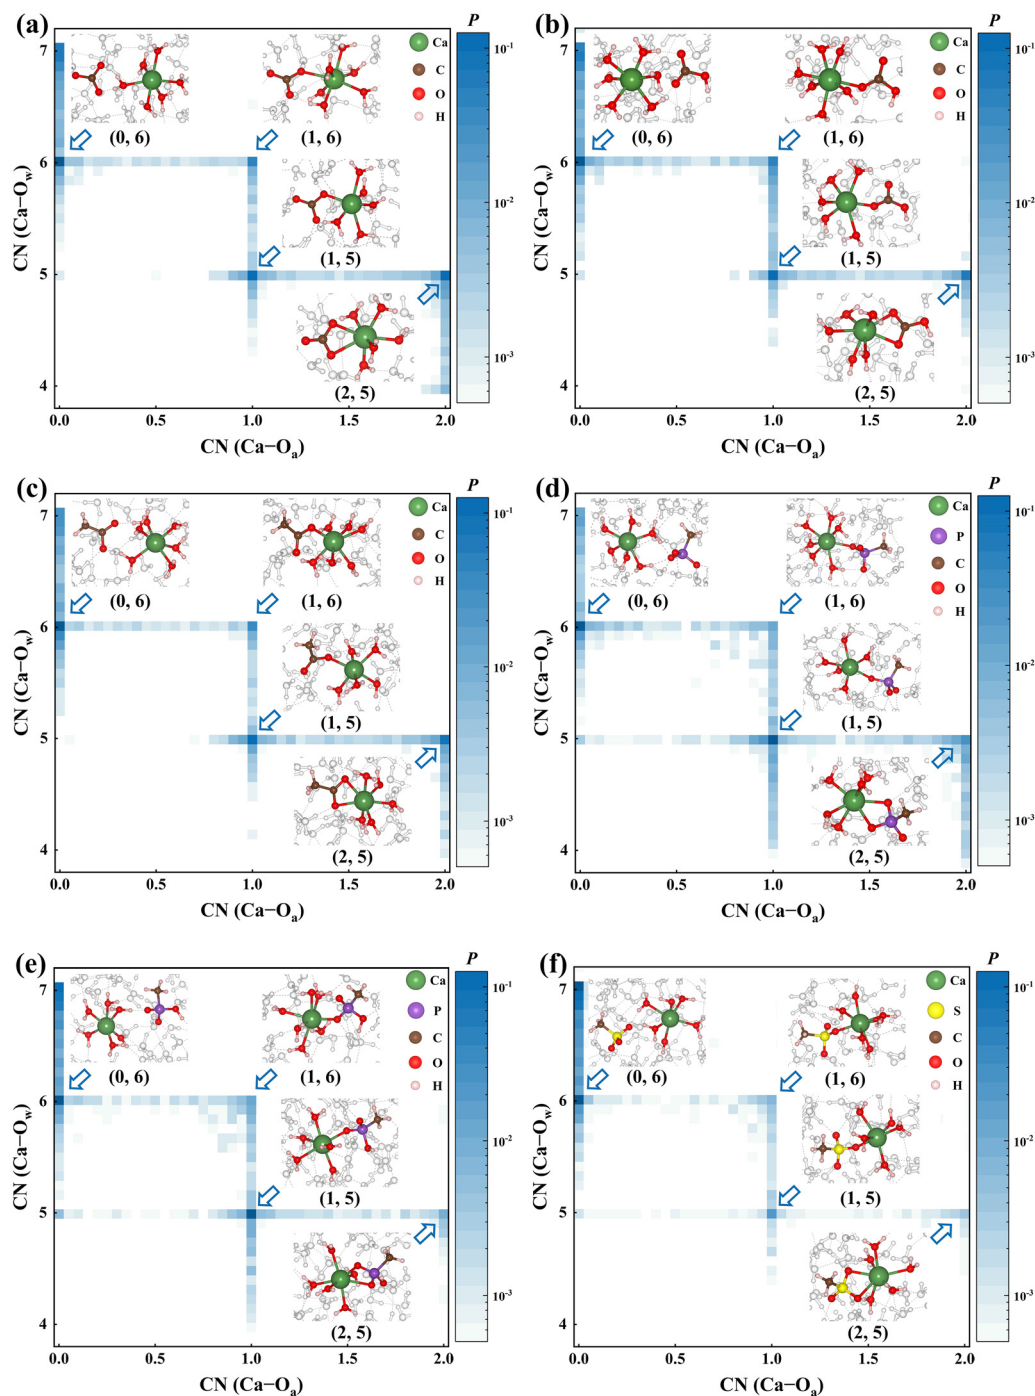 (a)
P
7
6
5
4
CN (Ca−Ow)
0.0 0.5 1.0 1.5 2.0
CN (Ca−Oa)
(0, 6)
(1, 6)
(1, 5)
(2, 5)
Ca
C
O
H
10-1
10-2
10-3
(b)
P
7
6
5
4
CN (Ca−Ow)
0.0 0.5 1.0 1.5 2.0
CN (Ca−Oa)
(0, 6)
(1, 6)
(1, 5)
(2, 5)
Ca
C
O
H
10-1
10-2
10-3
(c)
P
7
6
5
4
CN (Ca−Ow)
0.0 0.5 1.0 1.5 2.0
CN (Ca−Oa)
(0, 6)
(1, 6)
(1, 5)
(2, 5)
Ca
C
O
H
10-1
10-2
10-3
(d)
P
7
6
5
4
CN (Ca−Ow)
0.0 0.5 1.0 1.5 2.0
CN (Ca−Oa)
(0, 6)
(1, 6)
(1, 5)
(2, 5)
Ca
P
C
O
H
10-1
10-2
10-3
(e)
P
7
6
5
4
CN (Ca−Ow)
0.0 0.5 1.0 1.5 2.0
CN (Ca−Oa)
(0, 6)
(1, 6)
(1, 5)
(2, 5)
Ca
P
C
O
H
10-1
10-2
10-3
(f)
P
7
6
5
4
CN (Ca−Ow)
0.0 0.5 1.0 1.5 2.0
CN (Ca−Oa)
(0, 6)
(1, 6)
(1, 5)
(2, 5)
Ca
S
C
O
H
10-1
10-2
10-3